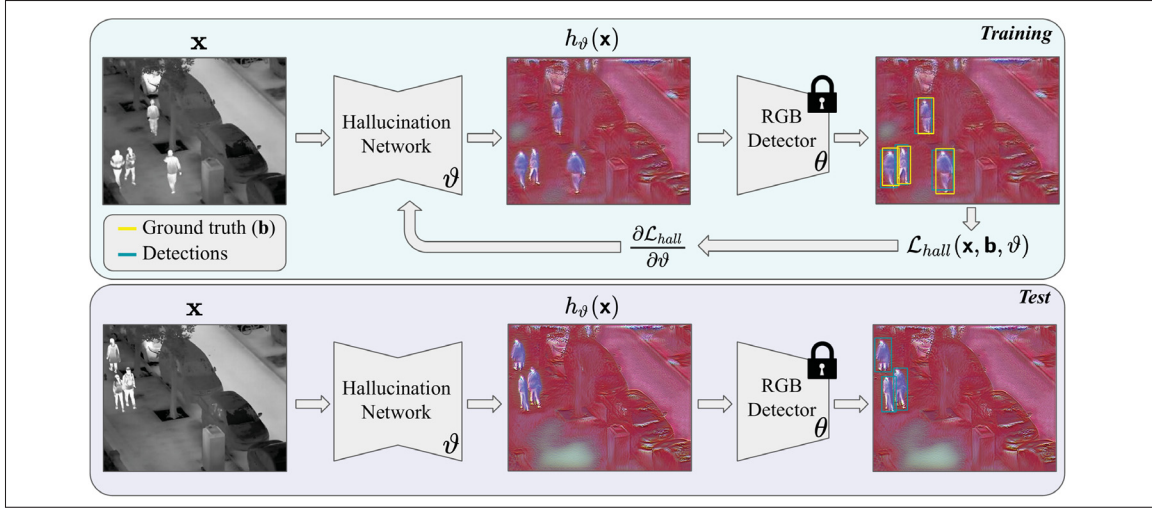 Training
x
h_ϑ(x)
Hallucination
Network
ϑ
RGB
Detector
θ
Ground truth (b)
Detections
∂ℒ_hall
∂ϑ
ℒ_hall(x, b, ϑ)
Test
x
h_ϑ(x)
Hallucination
Network
ϑ
RGB
Detector
θ